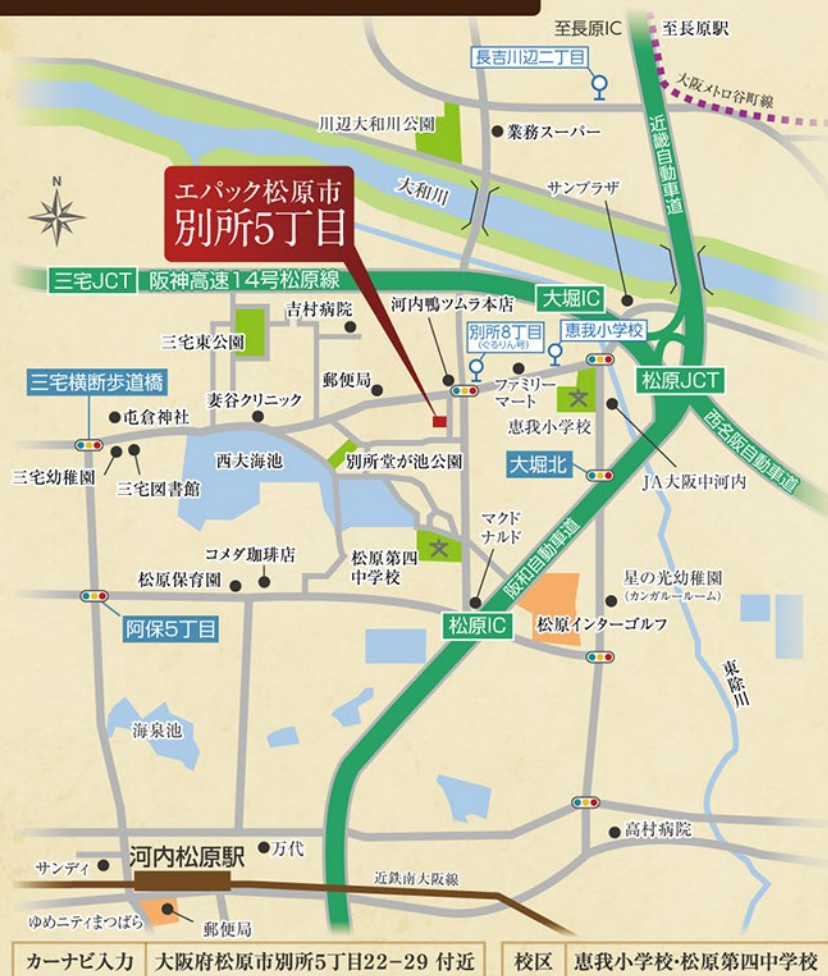 至長原IC
至長原駅
長吉川辺二丁目
大阪メトロ谷町線
川辺大和川公園
業務スーパー
近畿自動車道
N
エパック松原市
別所5丁目
大和川
サンプラザ
三宅JCT
阪神高速14号松原線
大堀IC
吉村病院
河内鴨ツムラ本店
三宅東公園
別所8丁目
(ぐるりん号)
恵我小学校
三宅横断歩道橋
郵便局
ファミリー
マート
松原JCT
屯倉神社
妻谷クリニック
恵我小学校
西名阪自動車道
三宅幼稚園
三宅図書館
西大海池
別所堂が池公園
大堀北
JA大阪中河内
マクド
ナルド
コメダ珈琲店
松原第四
中学校
阪和自動車道
松原保育園
星の光幼稚園
(カンガルールーム)
阿保5丁目
松原IC
松原インターゴルフ
東除川
海泉池
高村病院
万代
河内松原駅
サンディ
近鉄南大阪線
ゆめニティまつばら
郵便局
カーナビ入力
大阪府松原市別所5丁目22-29 付近
校区
恵我小学校・松原第四中学校